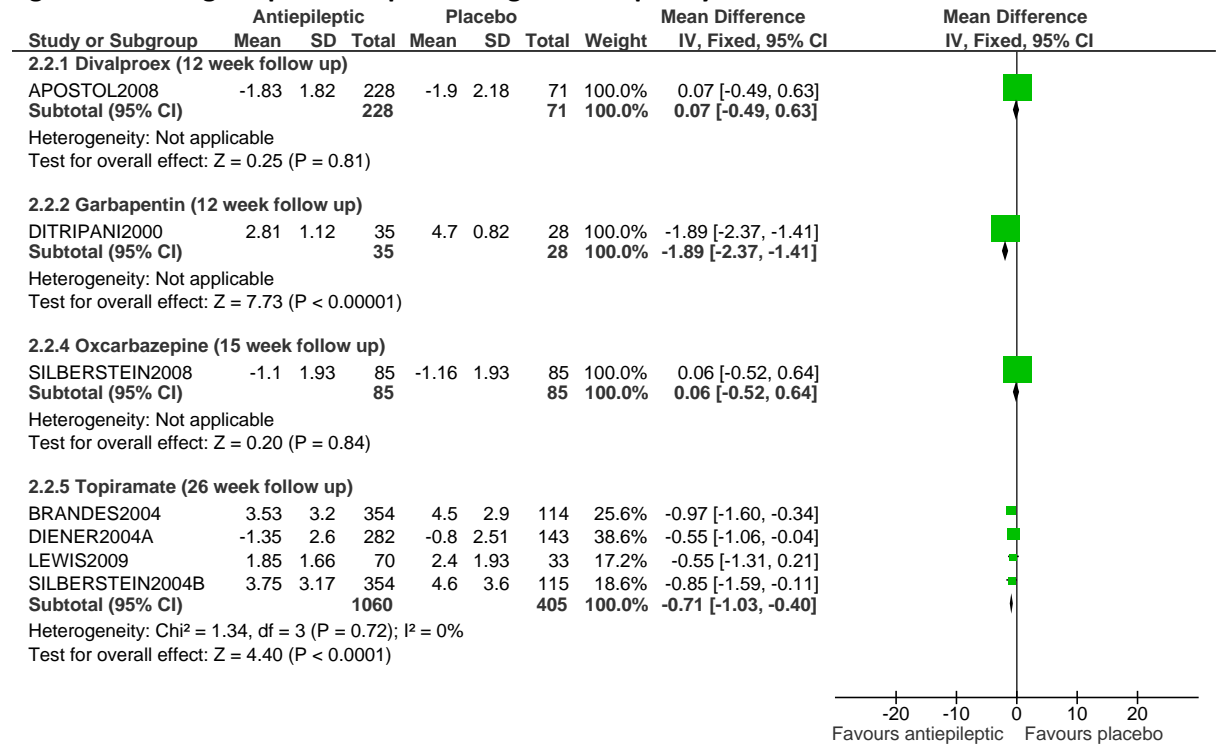 Antiepileptic Placebo Mean Difference Mean Difference
Study or Subgroup Mean SD Total Mean SD Total Weight IV, Fixed, 95% CI IV, Fixed, 95% CI
2.2.1 Divalproex (12 week follow up)
APOSTOL2008 -1.83 1.82 228 -1.9 2.18 71 100.0% 0.07 [-0.49, 0.63]
Subtotal (95% CI) 228 71 100.0% 0.07 [-0.49, 0.63]
Heterogeneity: Not applicable
Test for overall effect: Z = 0.25 (P = 0.81)
2.2.2 Garbapentin (12 week follow up)
DITRIPANI2000 2.81 1.12 35 4.7 0.82 28 100.0% -1.89 [-2.37, -1.41]
Subtotal (95% CI) 35 28 100.0% -1.89 [-2.37, -1.41]
Heterogeneity: Not applicable
Test for overall effect: Z = 7.73 (P < 0.00001)
2.2.4 Oxcarbazepine (15 week follow up)
SILBERSTEIN2008 -1.1 1.93 85 -1.16 1.93 85 100.0% 0.06 [-0.52, 0.64]
Subtotal (95% CI) 85 85 100.0% 0.06 [-0.52, 0.64]
Heterogeneity: Not applicable
Test for overall effect: Z = 0.20 (P = 0.84)
2.2.5 Topiramate (26 week follow up)
BRANDES2004 3.53 3.2 354 4.5 2.9 114 25.6% -0.97 [-1.60, -0.34]
DIENER2004A -1.35 2.6 282 -0.8 2.51 143 38.6% -0.55 [-1.06, -0.04]
LEWIS2009 1.85 1.66 70 2.4 1.93 33 17.2% -0.55 [-1.31, 0.21]
SILBERSTEIN2004B 3.75 3.17 354 4.6 3.6 115 18.6% -0.85 [-1.59, -0.11]
Subtotal (95% CI) 1060 405 100.0% -0.71 [-1.03, -0.40]
Heterogeneity: Chi² = 1.34, df = 3 (P = 0.72); I² = 0%
Test for overall effect: Z = 4.40 (P < 0.0001)
-20 -10 0 10 20
Favours antiepileptic Favours placebo